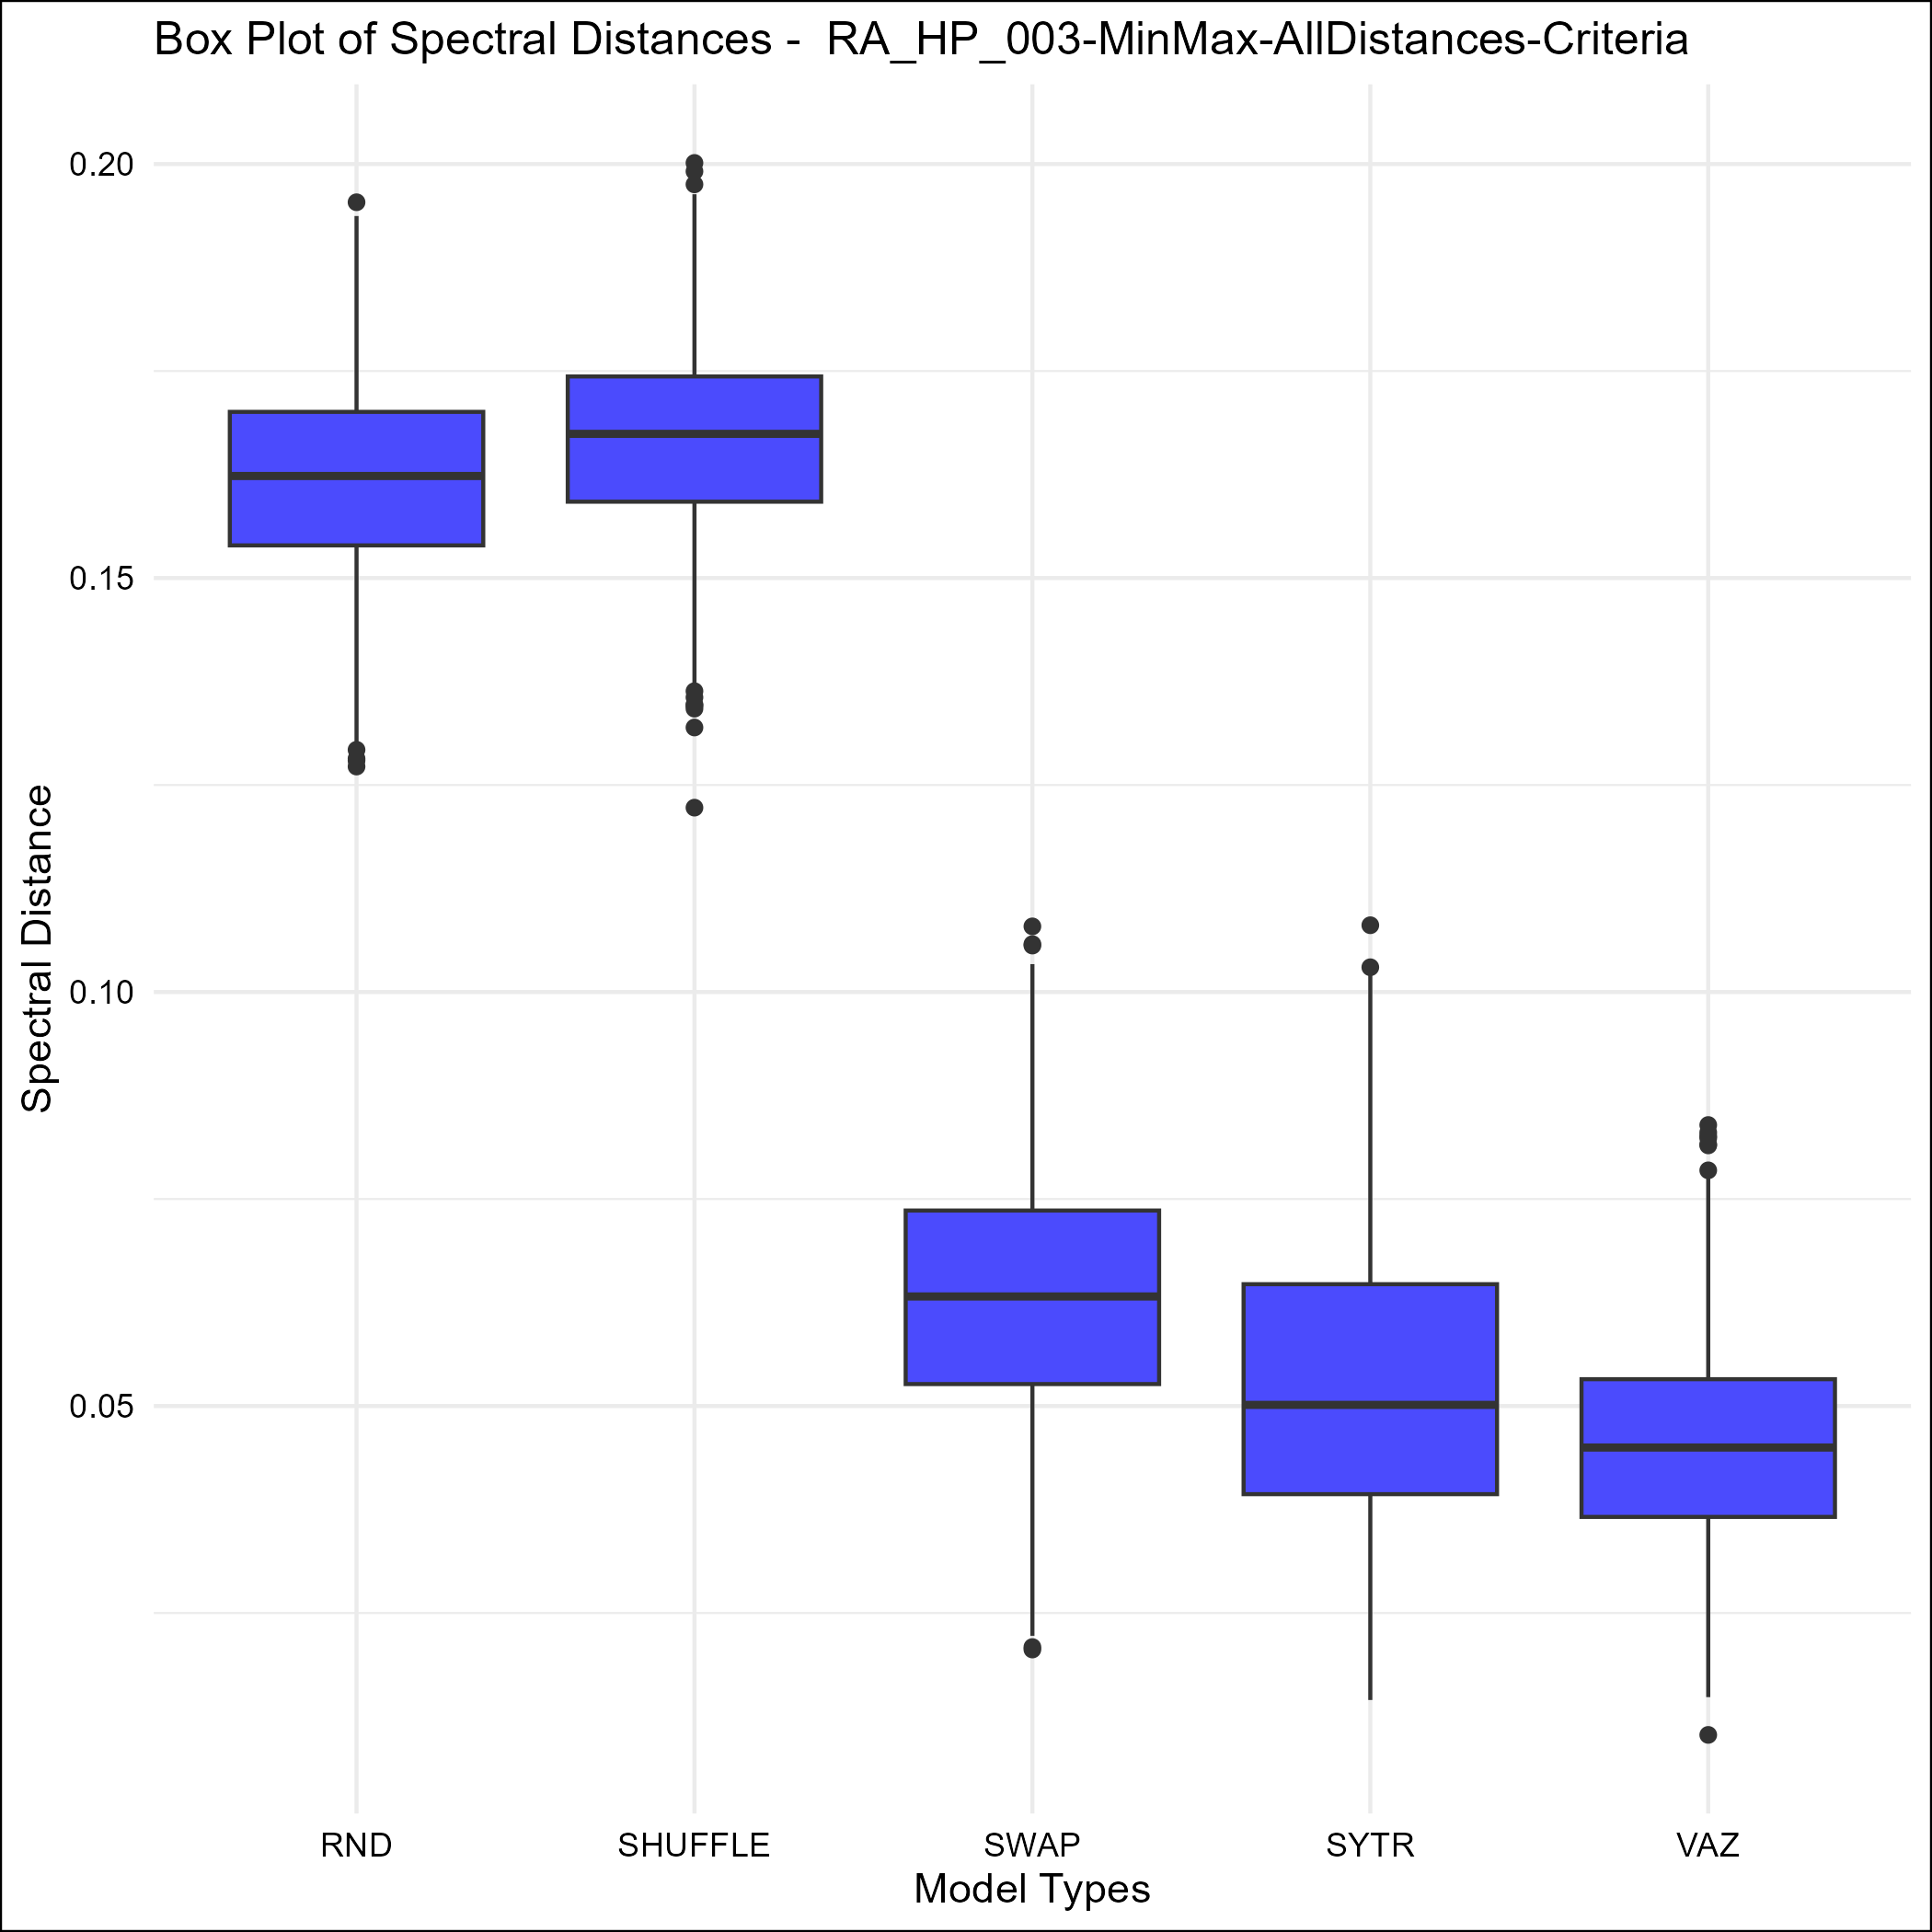 Box Plot of Spectral Distances -  RA_HP_003-MinMax-AllDistances-Criteria
0.20
0.15
0.10
0.05
Spectral Distance
RND SHUFFLE SWAP SYTR VAZ
Model Types